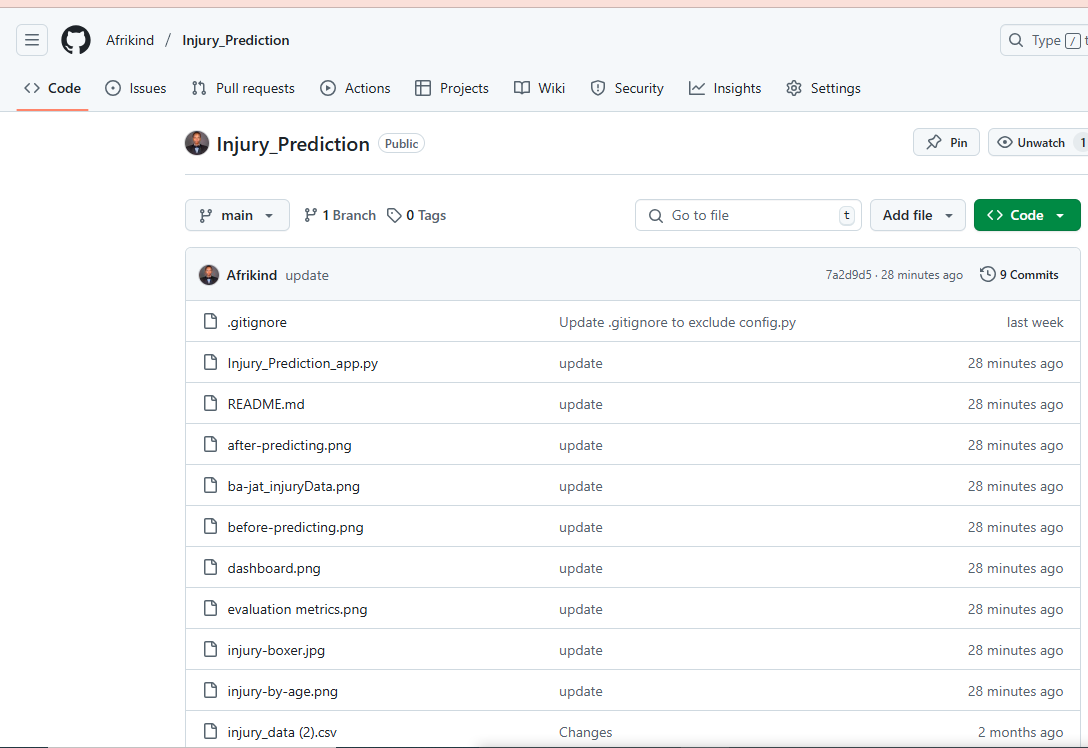 Afrikind / Injury_Prediction
Type / t
Code Issues Pull requests Actions Projects Wiki Security Insights Settings
Injury_Prediction Public Pin Unwatch 1
main 1 Branch 0 Tags Go to file t Add file Code
Afrikind update 7a2d9d5 · 28 minutes ago 9 Commits
.gitignore Update .gitignore to exclude config.py last week
Injury_Prediction_app.py update 28 minutes ago
README.md update 28 minutes ago
after-predicting.png update 28 minutes ago
ba-jat_injuryData.png update 28 minutes ago
before-predicting.png update 28 minutes ago
dashboard.png update 28 minutes ago
evaluation metrics.png update 28 minutes ago
injury-boxer.jpg update 28 minutes ago
injury-by-age.png update 28 minutes ago
injury_data (2).csv Changes 2 months ago